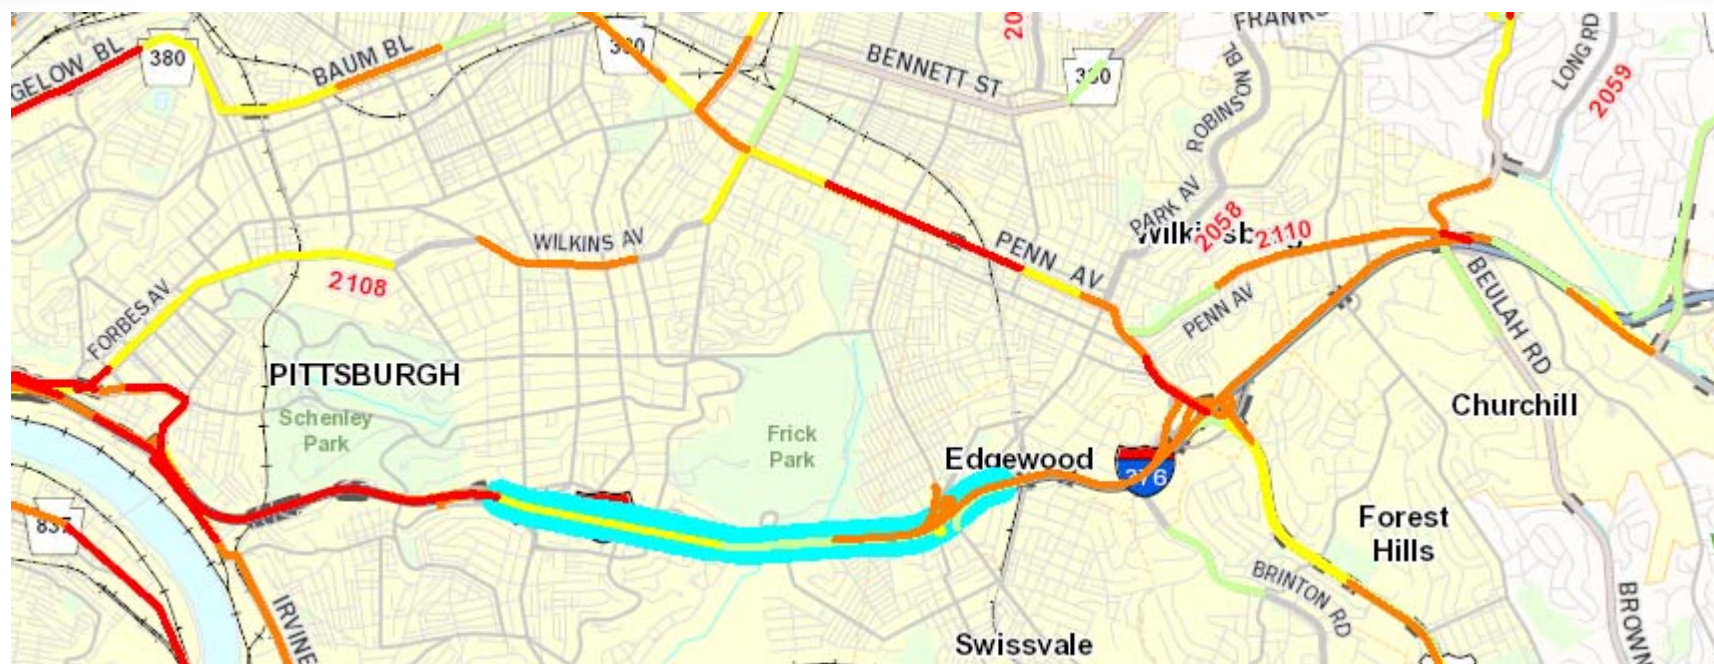 GELOW BL
380
BAUM BL
380
20
BENNETT ST
380
FRANKS
ROBINSON BL
LONG RD
2059
PARK AV
2058
Wilkinsburg
2110
WILKINS AV
PENN AV
2108
FORBES AV
PENN AV
BEULAH RD
PITTSBURGH
Schenley
Park
Frick
Park
Edgewood
376
Churchill
837
Forest
Hills
BRINTON RD
IRVINE
BROWN
Swissvale